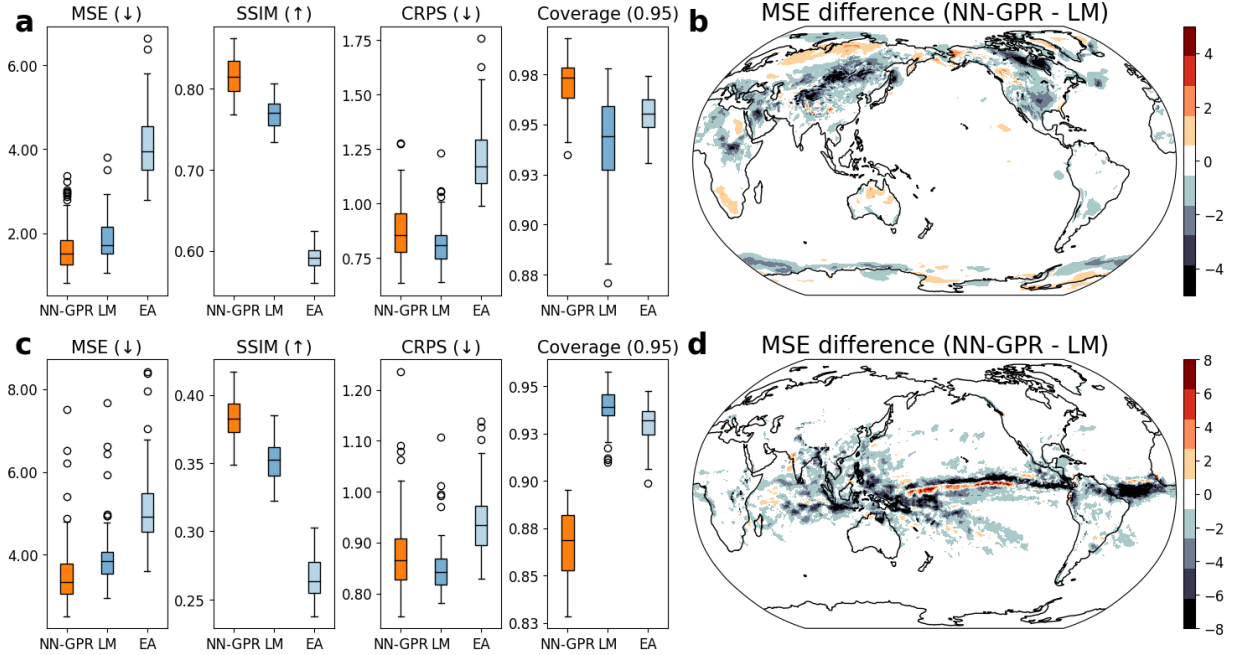 a
MSE (↓)
SSIM (↑)
CRPS (↓)
Coverage (0.95)
6.00
4.00
2.00
0.80
0.70
0.60
1.75
1.50
1.25
1.00
0.75
0.98
0.95
0.93
0.90
0.88
NN-GPR LM EA
NN-GPR LM EA
NN-GPR LM EA
NN-GPR LM EA
b
MSE difference (NN-GPR - LM)
4
2
0
−2
−4
c
MSE (↓)
SSIM (↑)
CRPS (↓)
Coverage (0.95)
8.00
6.00
4.00
0.40
0.35
0.30
0.25
1.20
1.10
1.00
0.90
0.80
0.95
0.93
0.90
0.88
0.85
NN-GPR LM EA
NN-GPR LM EA
NN-GPR LM EA
NN-GPR LM EA
d
MSE difference (NN-GPR - LM)
8
6
4
2
0
−2
−4
−6
−8